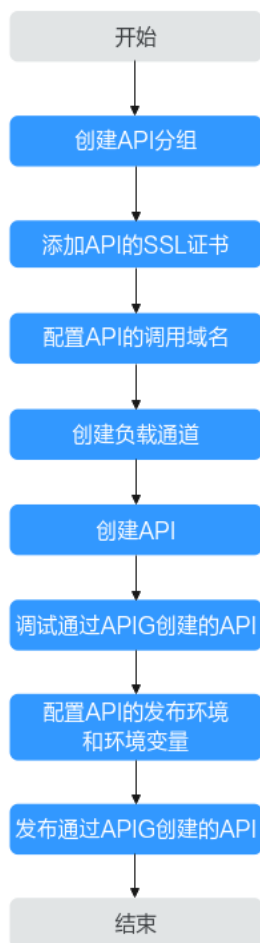 开始
创建API分组
添加API的SSL证书
配置API的调用域名
创建负载通道
创建API
调试通过APIG创建的API
配置API的发布环境
和环境变量
发布通过APIG创建的API
结束